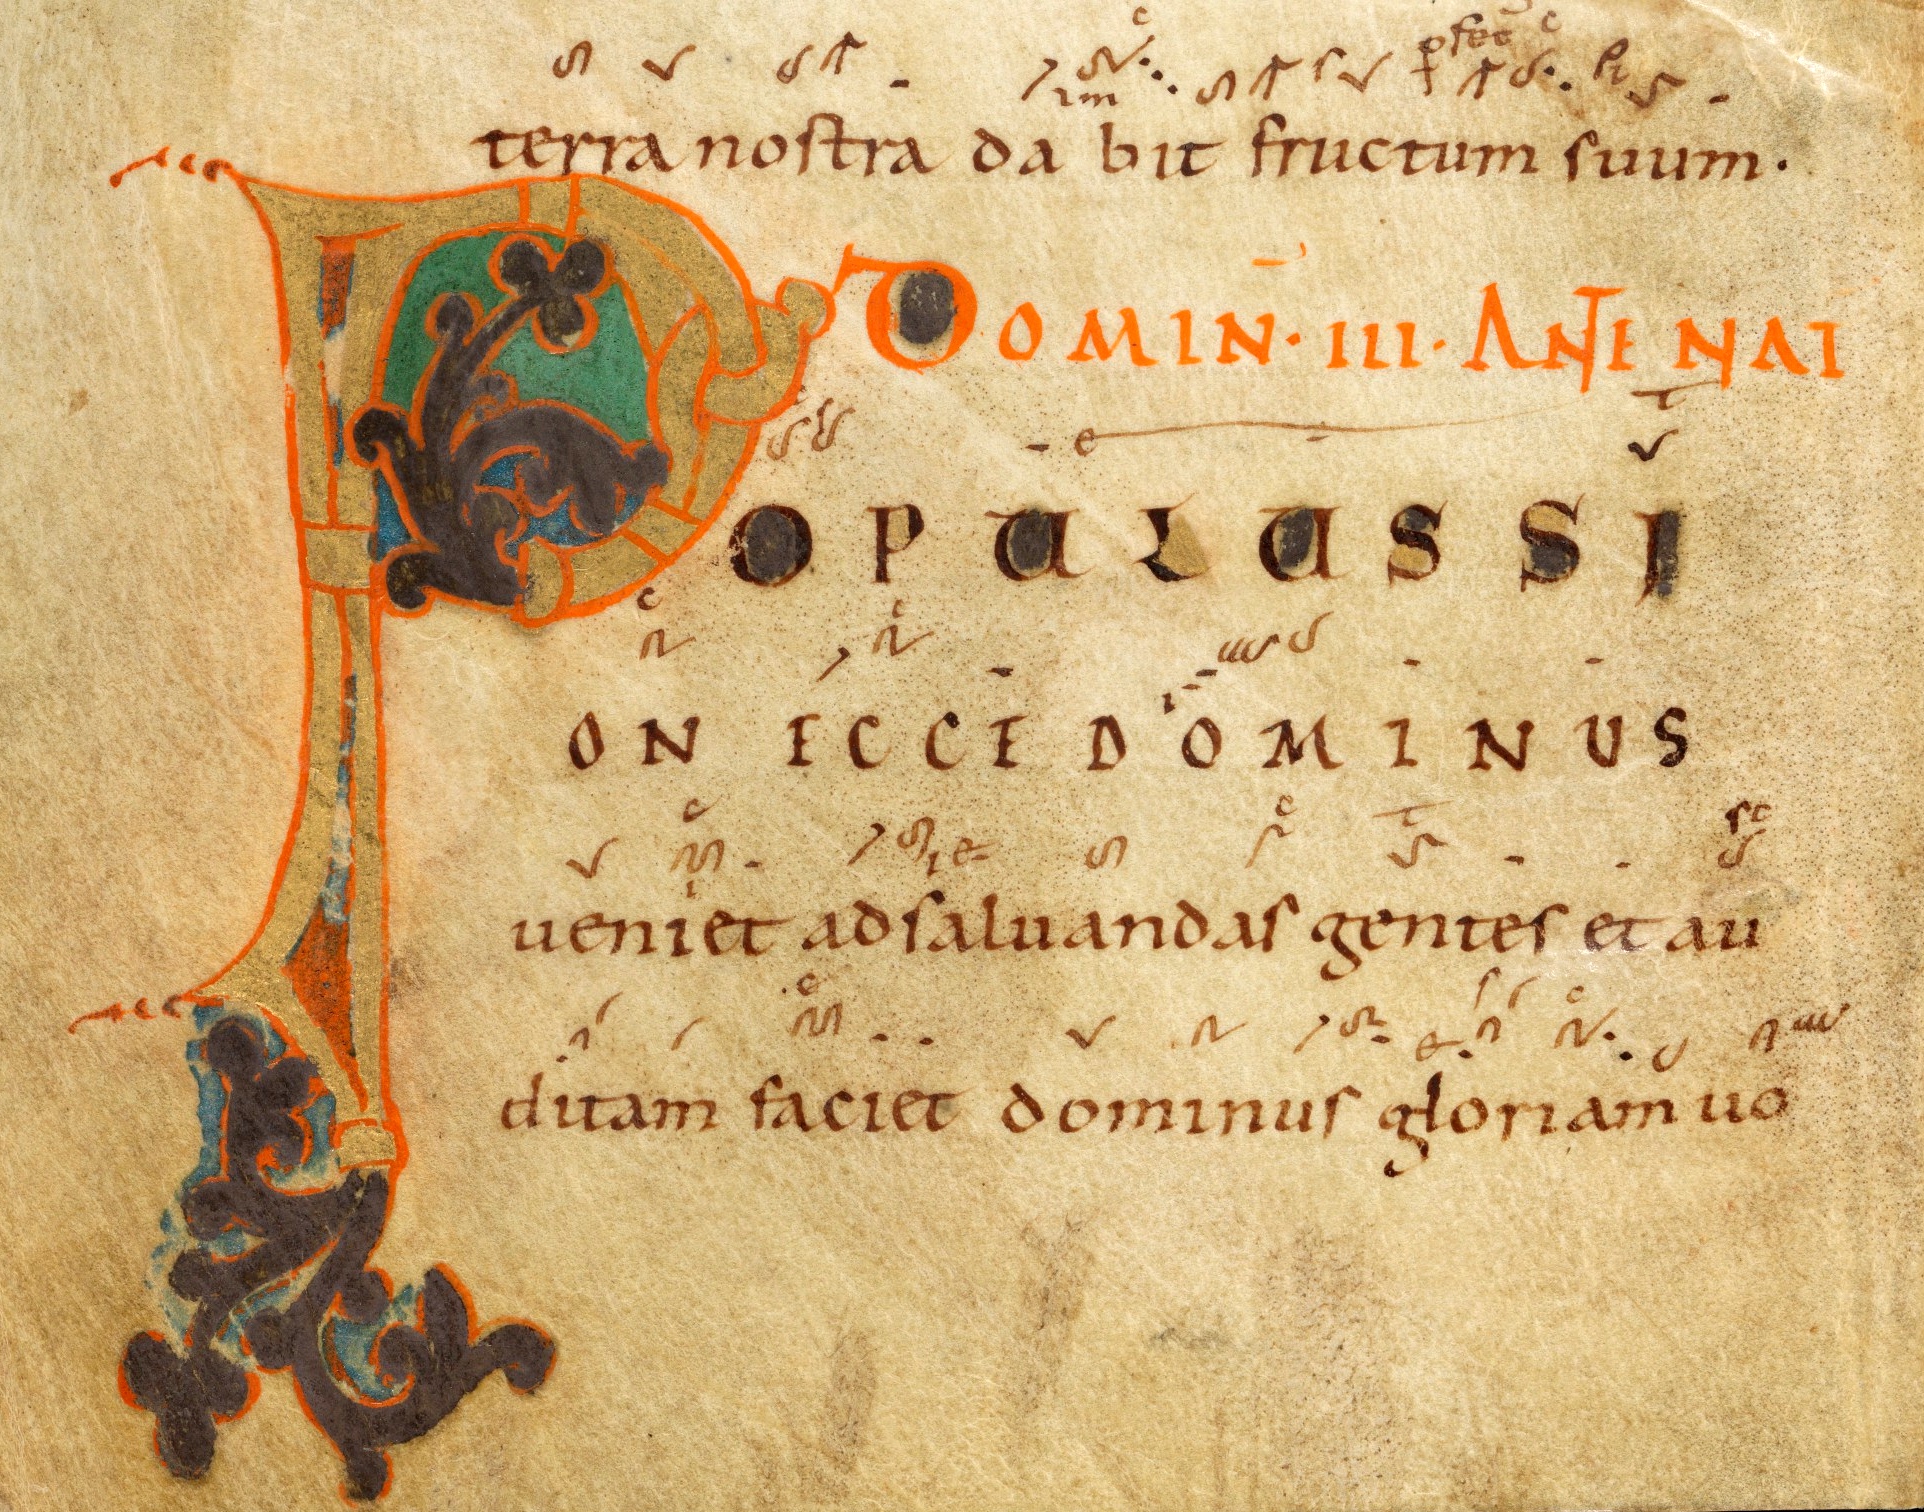 terra nostra da bit fructum suum.
DOMIN̄·III·ANTE NAT
POPULUS SI
ON ECCE DOMINUS
ueniet ad saluandas gentes et au
ditam faciet dominus gloriam uo